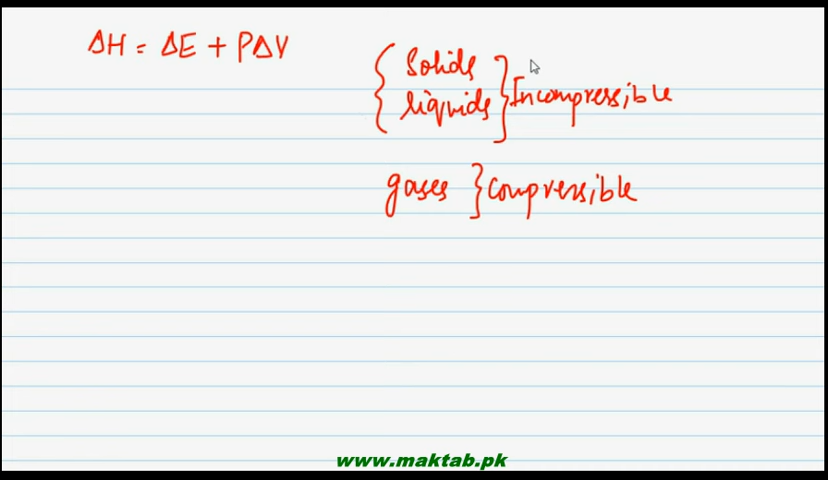 ΔH = ΔE + PΔV
Solids
liquids
Incompressible
gases
compressible
www.maktab.pk